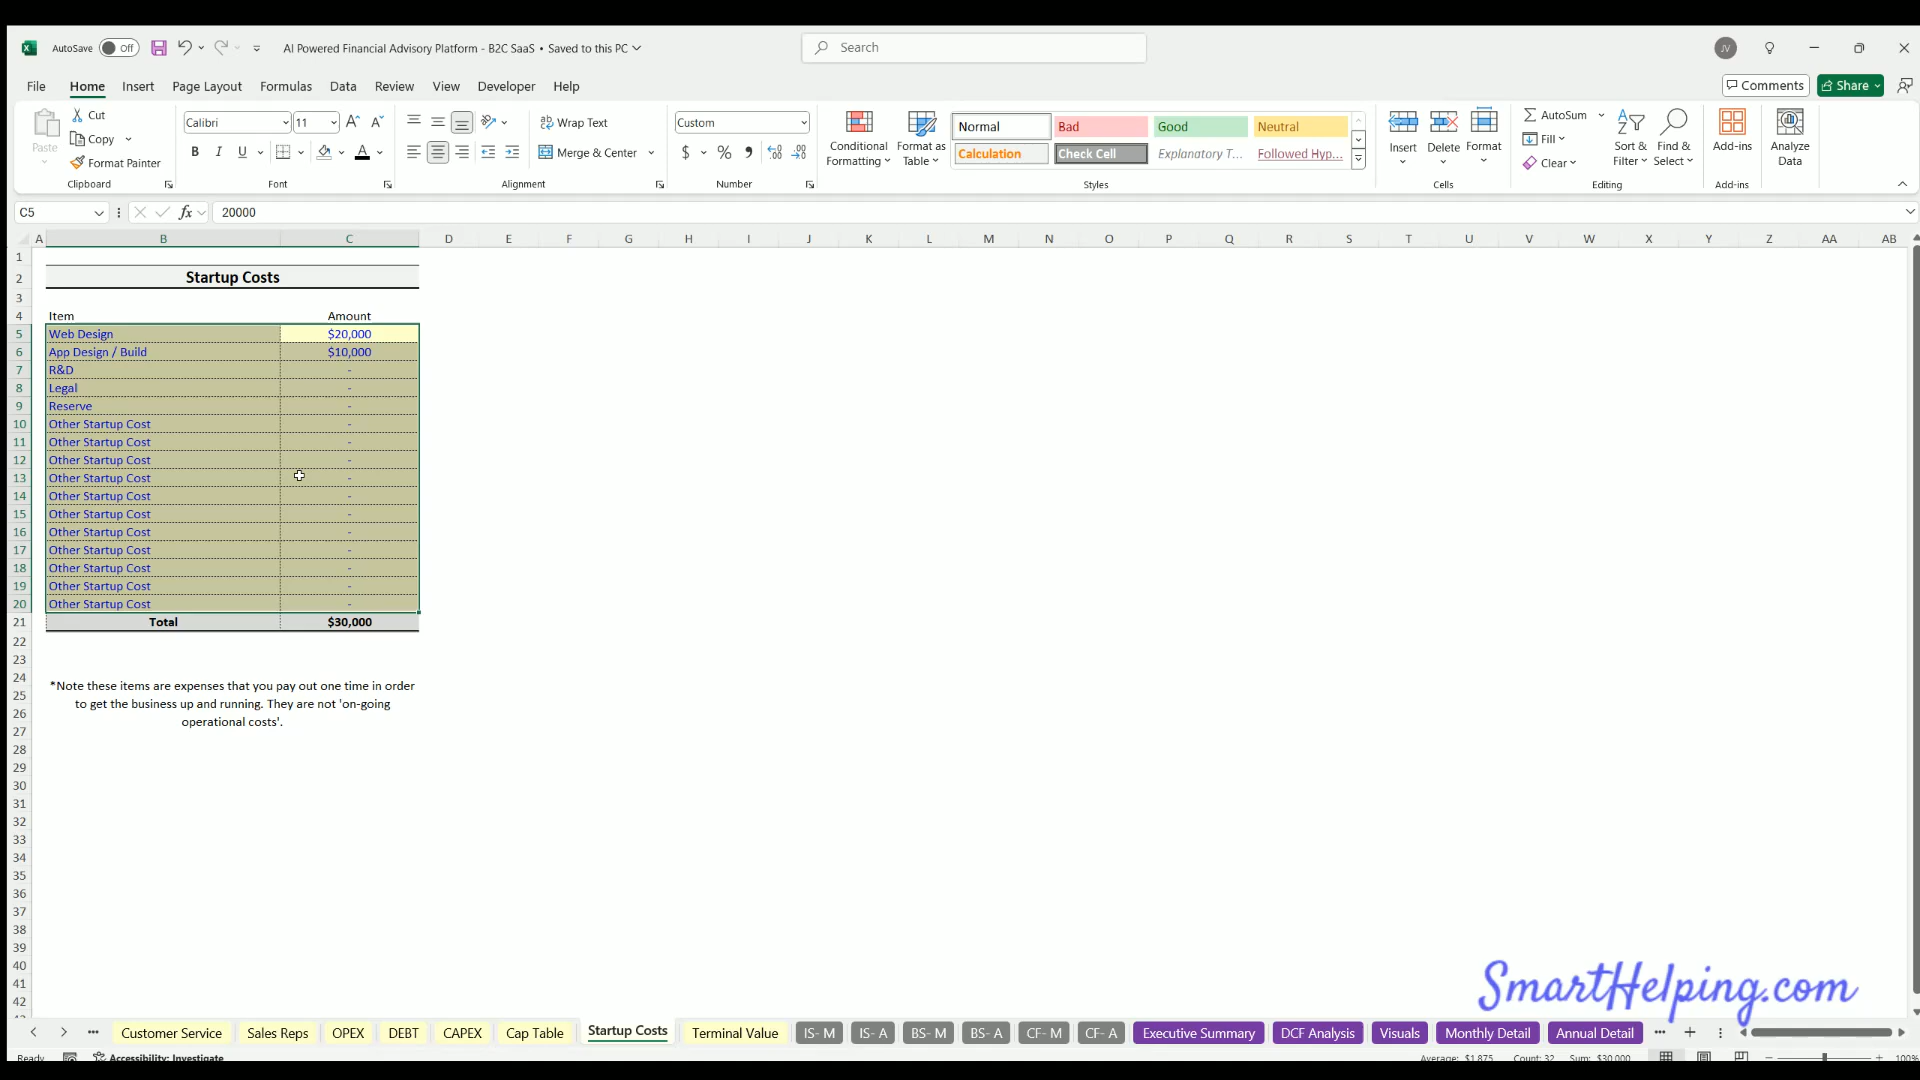 AutoSave Off AI Powered Financial Advisory Platform - B2C SaaS • Saved to this PC Search JV
File Home Insert Page Layout Formulas Data Review View Developer Help Comments Share
Paste Cut Copy Format Painter Clipboard
Calibri 11 A^ A˅ B I U A Font
ab Wrap Text Merge & Center Alignment
Custom $ % , Number
Conditional Formatting Format as Table
Normal Bad Good Neutral
Calculation Check Cell Explanatory T... Followed Hyp...
Styles
Insert Delete Format Cells
AutoSum Fill Clear Sort & Filter Find & Select Editing
Add-ins Add-ins
Analyze Data
C5 fx 20000
A B C D E F G H I J K L M N O P Q R S T U V W X Y Z AA AB
1
2 Startup Costs
3
4 Item Amount
5 Web Design $20,000
6 App Design / Build $10,000
7 R&D -
8 Legal -
9 Reserve -
10 Other Startup Cost -
11 Other Startup Cost -
12 Other Startup Cost -
13 Other Startup Cost -
14 Other Startup Cost -
15 Other Startup Cost -
16 Other Startup Cost -
17 Other Startup Cost -
18 Other Startup Cost -
19 Other Startup Cost -
20 Other Startup Cost -
21 Total $30,000
22
23
24 *Note these items are expenses that you pay out one time in order
25 to get the business up and running. They are not 'on-going
26 operational costs'.
27
28
29
30
31
32
33
34
35
36
37
38
39
40
41
42
SmartHelping.com
Customer Service Sales Reps OPEX DEBT CAPEX Cap Table Startup Costs Terminal Value IS- M IS- A BS- M BS- A CF- M CF- A Executive Summary DCF Analysis Visuals Monthly Detail Annual Detail
Ready Accessibility: Investigate Average: $1,875 Count: 32 Sum: $30,000 100%